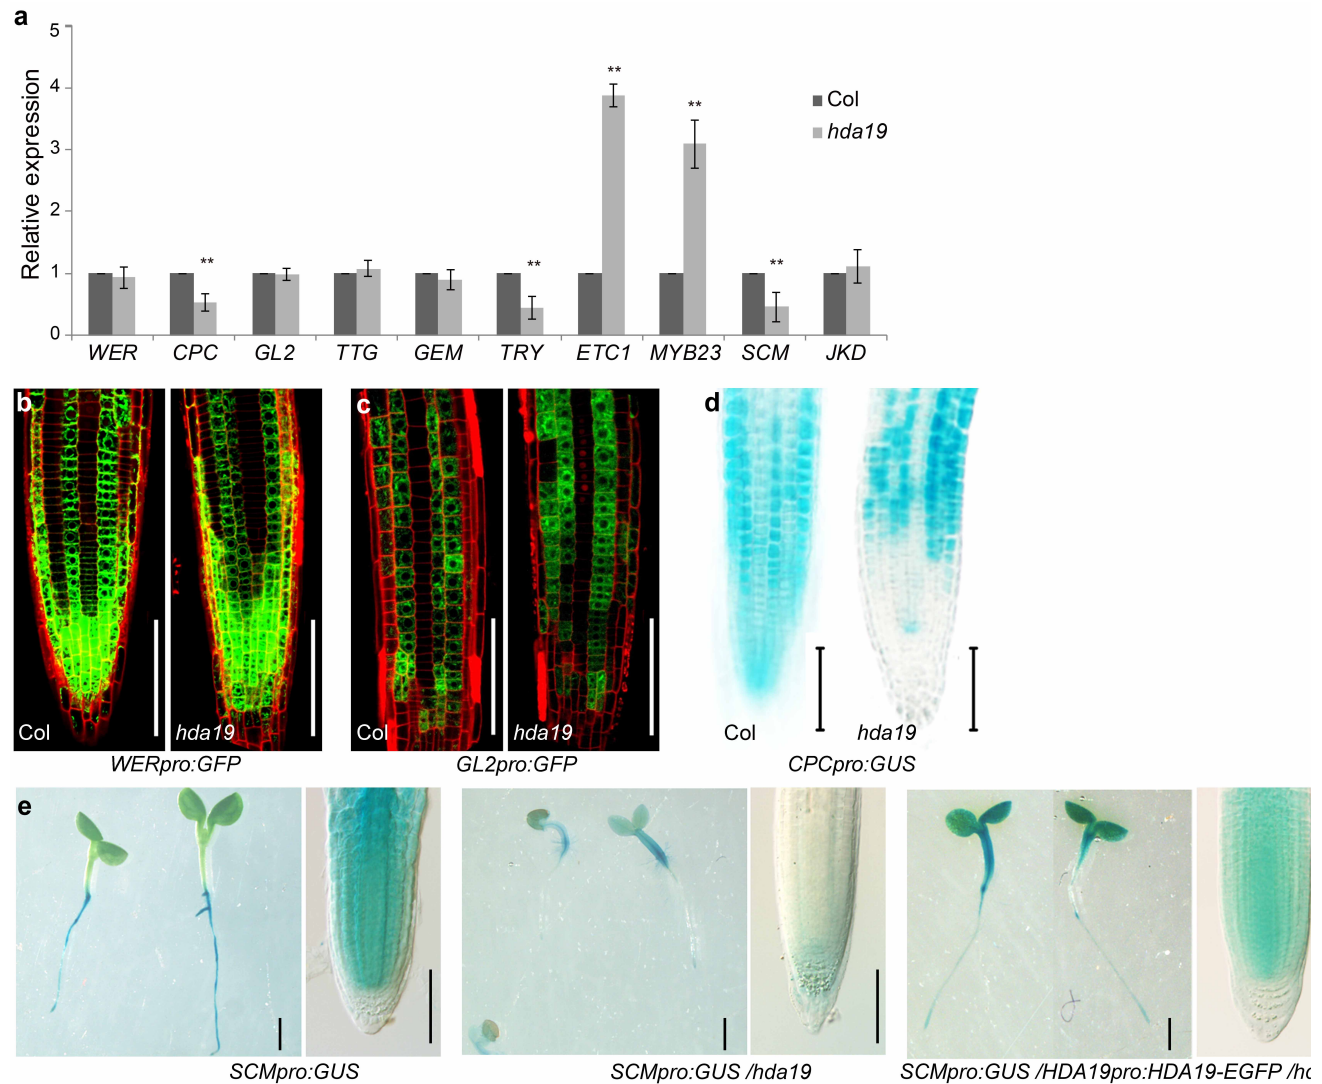 a
5
4
3
2
1
0
Relative expression
**
**
**
**
**
Col
hda19
WER CPC GL2 TTG GEM TRY ETC1 MYB23 SCM JKD
b
c
d
Col
hda19
Col
hda19
Col
hda19
WERpro:GFP
GL2pro:GFP
CPCpro:GUS
e
SCMpro:GUS
SCMpro:GUS /hda19
SCMpro:GUS /HDA19pro:HDA19-EGFP